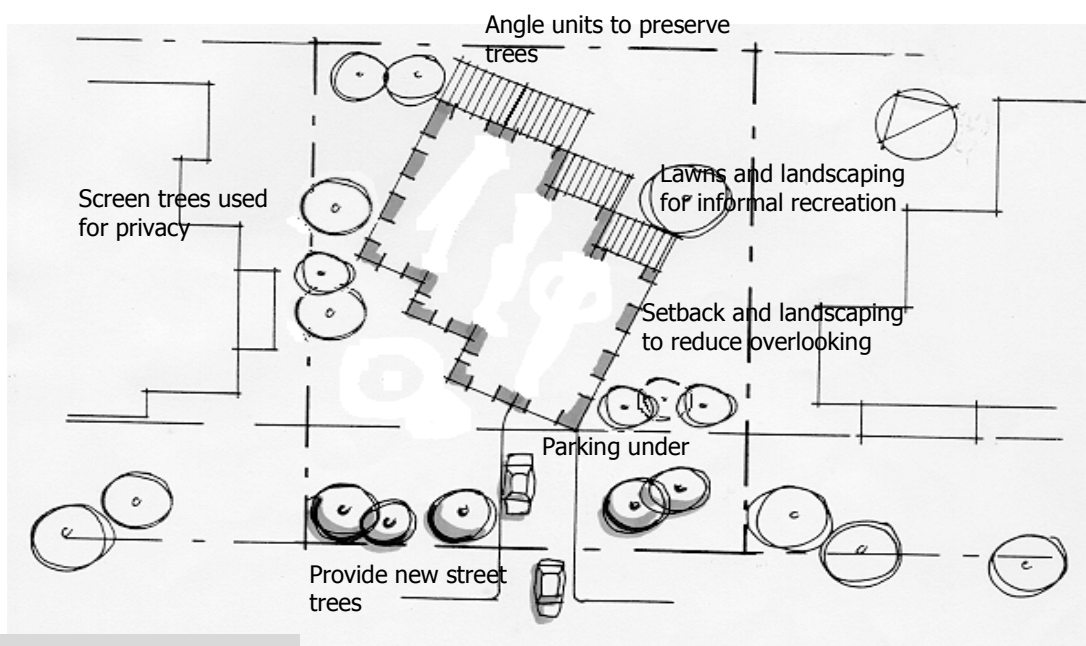 Angle units to preserve
trees
Lawns and landscaping
for informal recreation
Screen trees used
for privacy
Setback and landscaping
to reduce overlooking
Parking under
Provide new street
trees